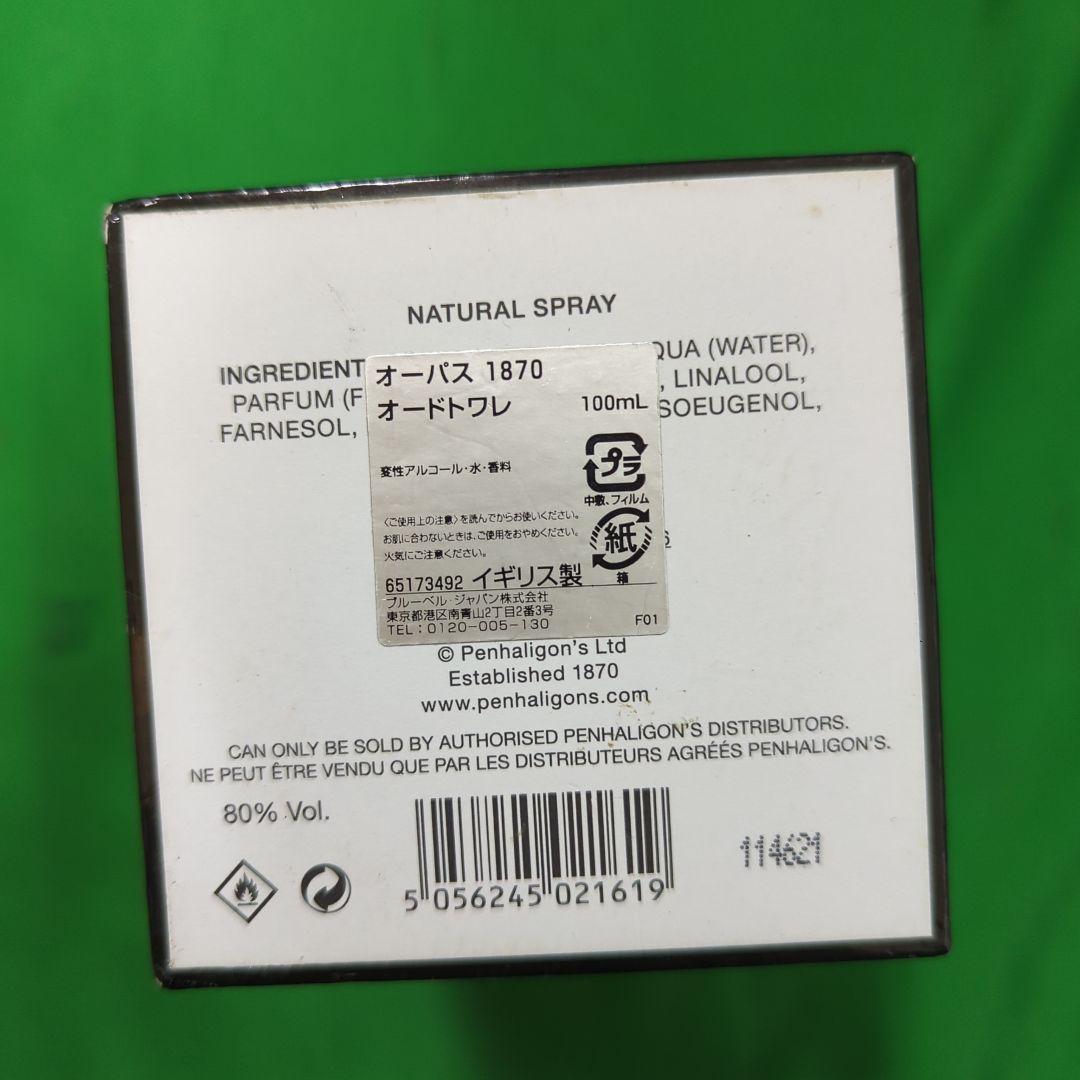 NATURAL SPRAY
INGREDIENT QUA (WATER),
PARFUM (F , LINALOOL,
FARNESOL, SOEUGENOL,
オーパス 1870
オードトワレ 100mL
変性アルコール・水・香料
プラ
中敷、フィルム
〈ご使用上の注意〉を読んでからお使いください。
お肌に合わないときは、ご使用をおやめください。
火気にご注意ください。
紙
箱
65173492 イギリス製
ブルーベル・ジャパン株式会社
東京都港区南青山2丁目2番3号
TEL：0120-005-130 F01
© Penhaligon's Ltd
Established 1870
www.penhaligons.com
CAN ONLY BE SOLD BY AUTHORISED PENHALIGON'S DISTRIBUTORS.
NE PEUT ÊTRE VENDU QUE PAR LES DISTRIBUTEURS AGRÉÉS PENHALIGON'S.
80% Vol.
114621
5 056245 021619